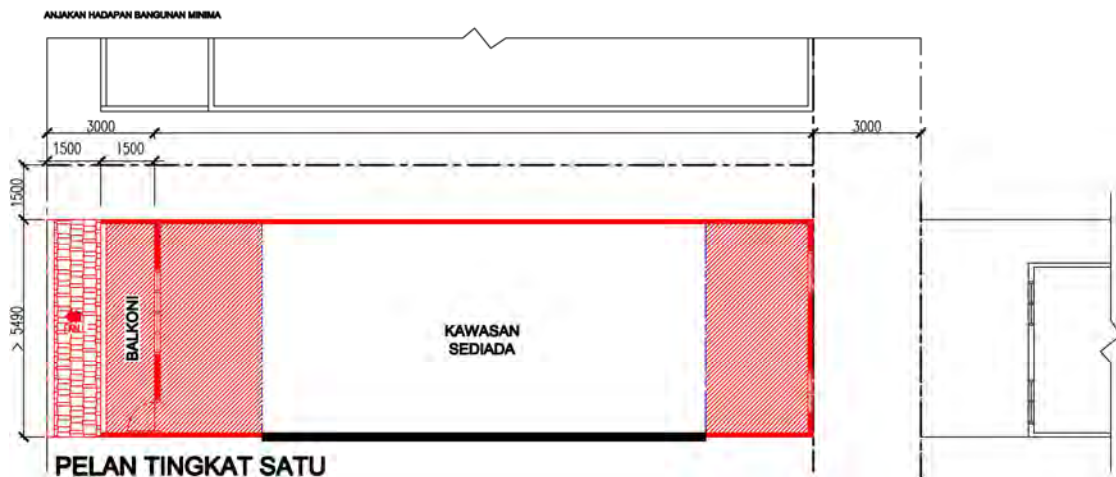 ANJAKAN HADAPAN BANGUNAN MINIMA
3000
3000
1500
1500
1500
> 5490
BALKONI
KAWASAN
SEDIADA
PELAN TINGKAT SATU